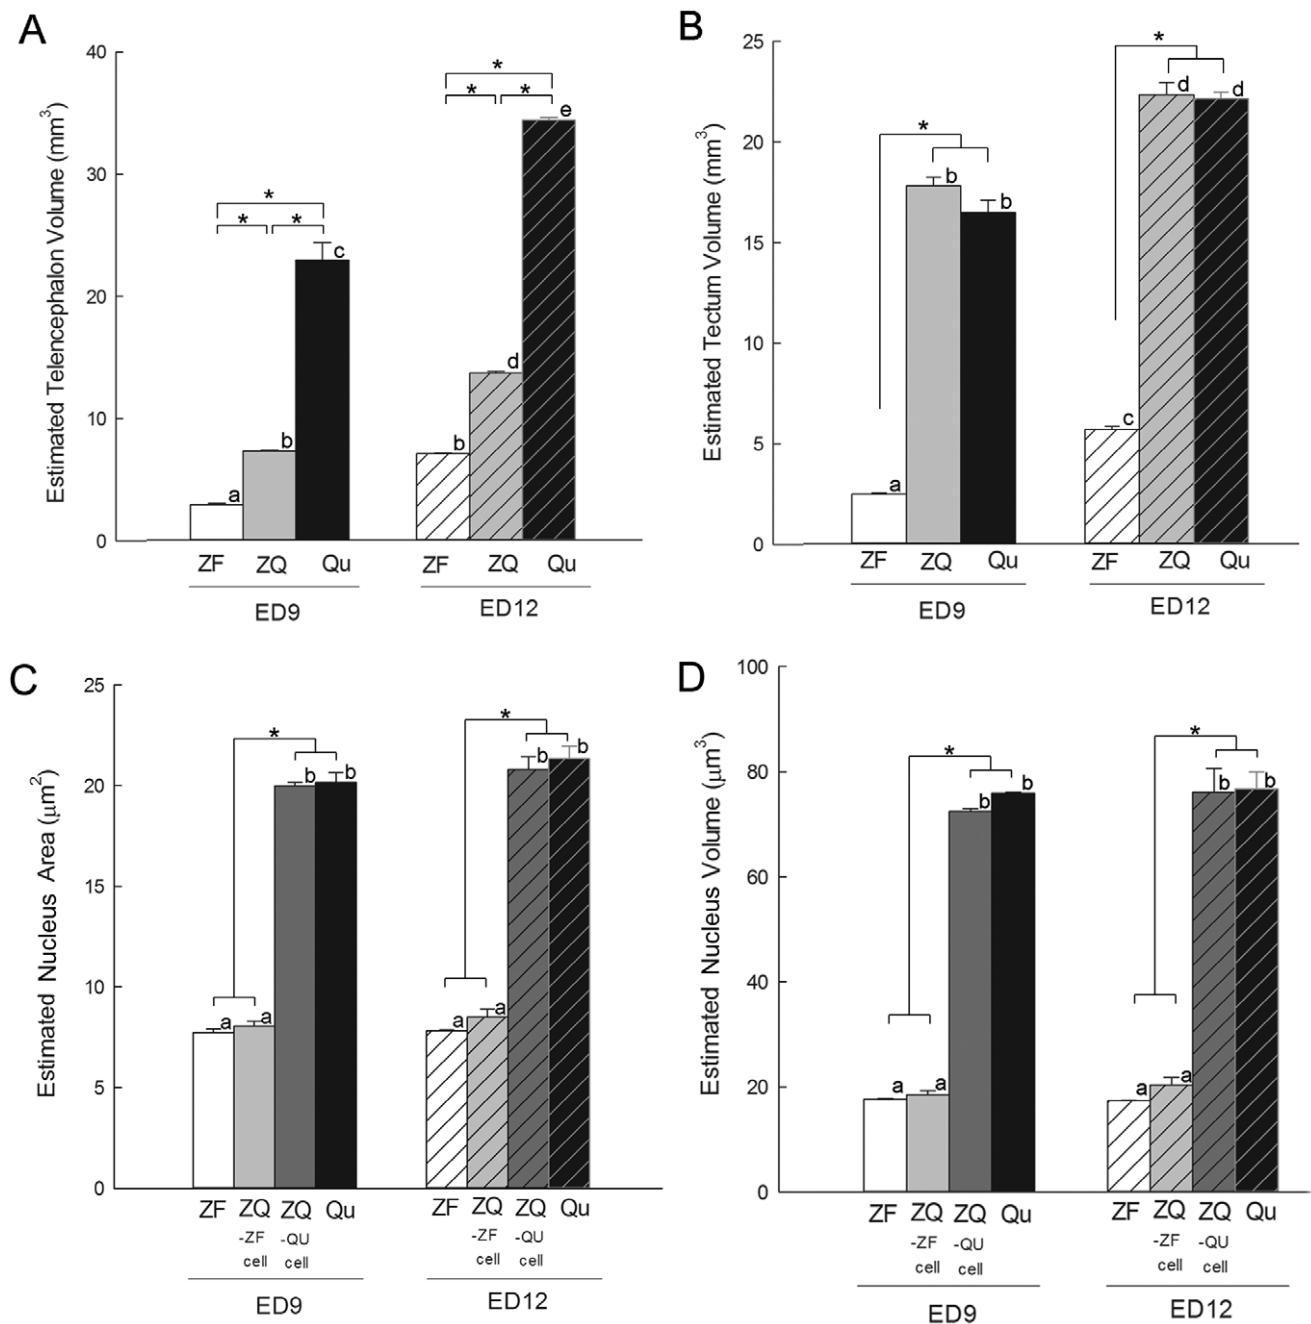 A
Estimated Telencephalon Volume (mm³)
40
30
20
10
0
*
*
*
*
*
*
a
b
c
b
d
e
ZF ZQ Qu ZF ZQ Qu
ED9 ED12
B
Estimated Tectum Volume (mm³)
25
20
15
10
5
0
*
*
a
b
b
c
d
d
ZF ZQ Qu ZF ZQ Qu
ED9 ED12
C
Estimated Nucleus Area (µm²)
25
20
15
10
5
0
*
*
a
a
b
b
a
a
b
b
ZF ZQ ZQ Qu ZF ZQ ZQ Qu
-ZF -QU -ZF -QU
cell cell cell cell
ED9 ED12
D
Estimated Nucleus Volume (µm³)
100
80
60
40
20
0
*
*
a
a
b
b
a
a
b
b
ZF ZQ ZQ Qu ZF ZQ ZQ Qu
-ZF -QU -ZF -QU
cell cell cell cell
ED9 ED12